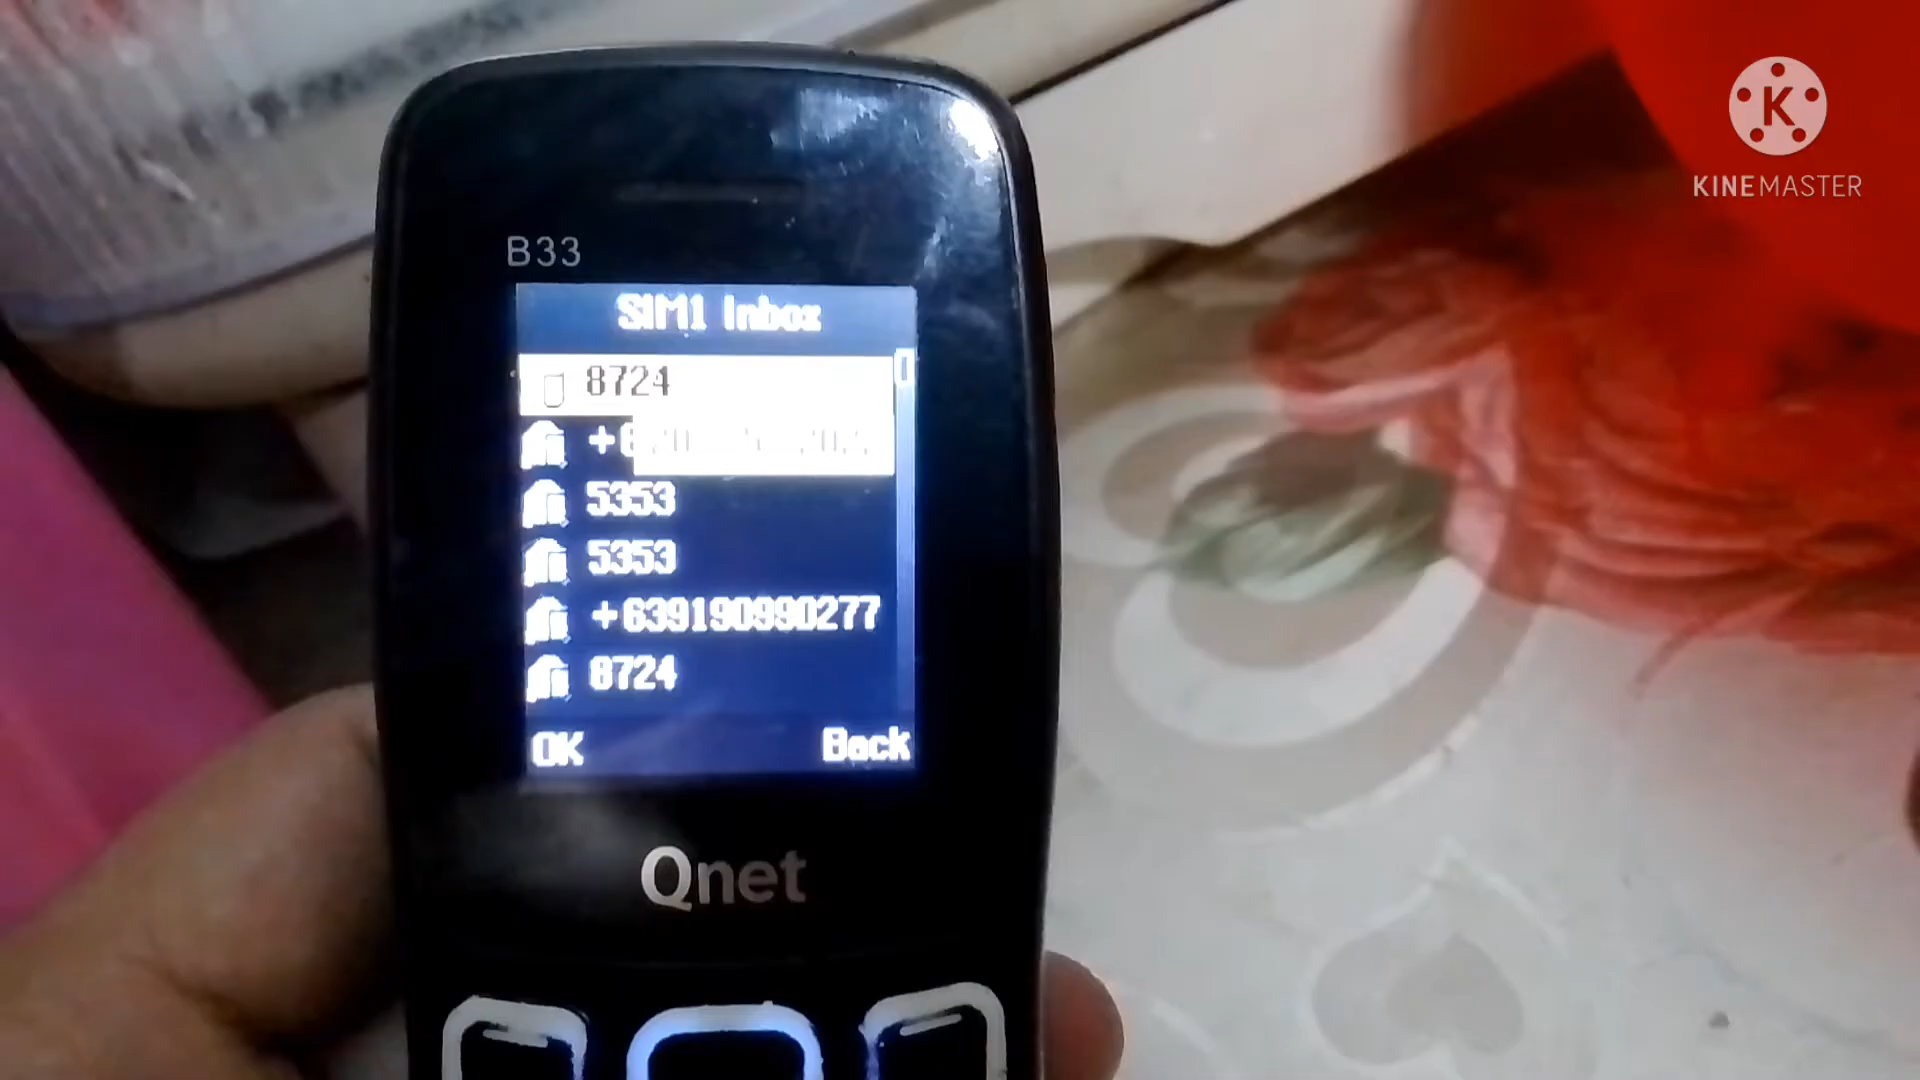 K
KINEMASTER
B33
SIM1 Inbox
8724
5353
5353
+639190990277
8724
OK
Back
Qnet